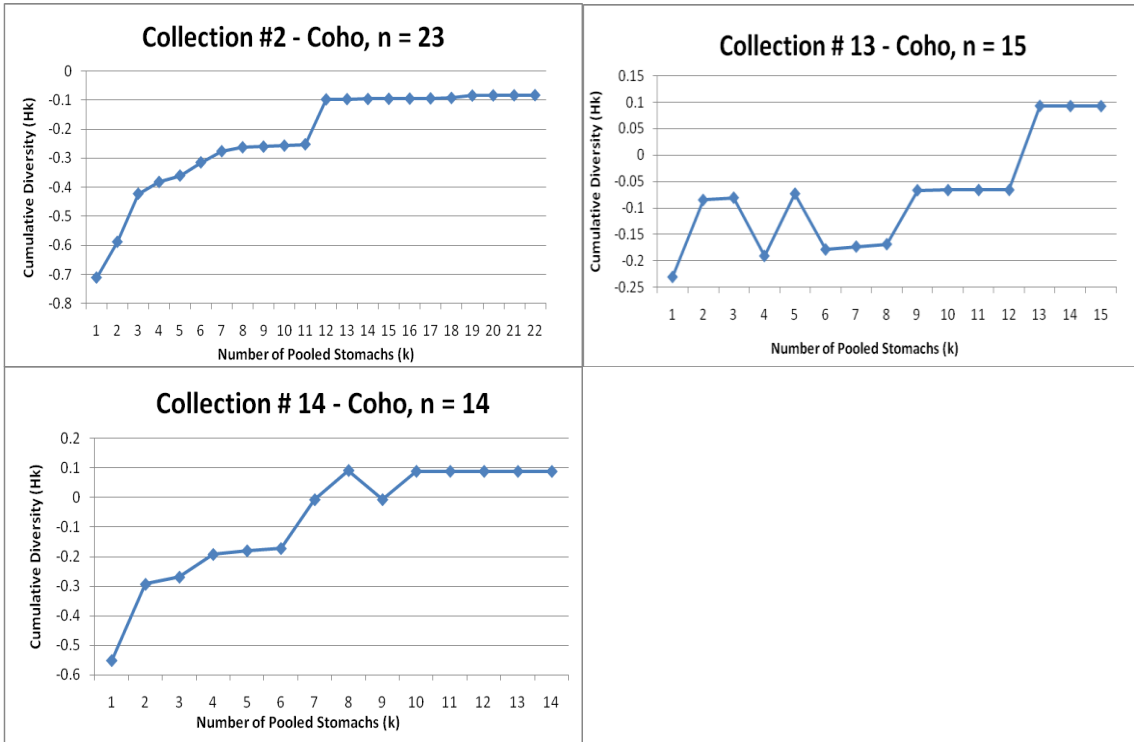 Collection #2 - Coho, n = 23
Cumulative Diversity (Hk)
0
-0.1
-0.2
-0.3
-0.4
-0.5
-0.6
-0.7
-0.8
1 2 3 4 5 6 7 8 9 10 11 12 13 14 15 16 17 18 19 20 21 22
Number of Pooled Stomachs (k)
Collection # 13 - Coho, n = 15
Cumulative Diversity (Hk)
0.15
0.1
0.05
0
-0.05
-0.1
-0.15
-0.2
-0.25
1 2 3 4 5 6 7 8 9 10 11 12 13 14 15
Number of Pooled Stomachs (k)
Collection # 14 - Coho, n = 14
Cumulative Diversity (Hk)
0.2
0.1
0
-0.1
-0.2
-0.3
-0.4
-0.5
-0.6
1 2 3 4 5 6 7 8 9 10 11 12 13 14
Number of Pooled Stomachs (k)